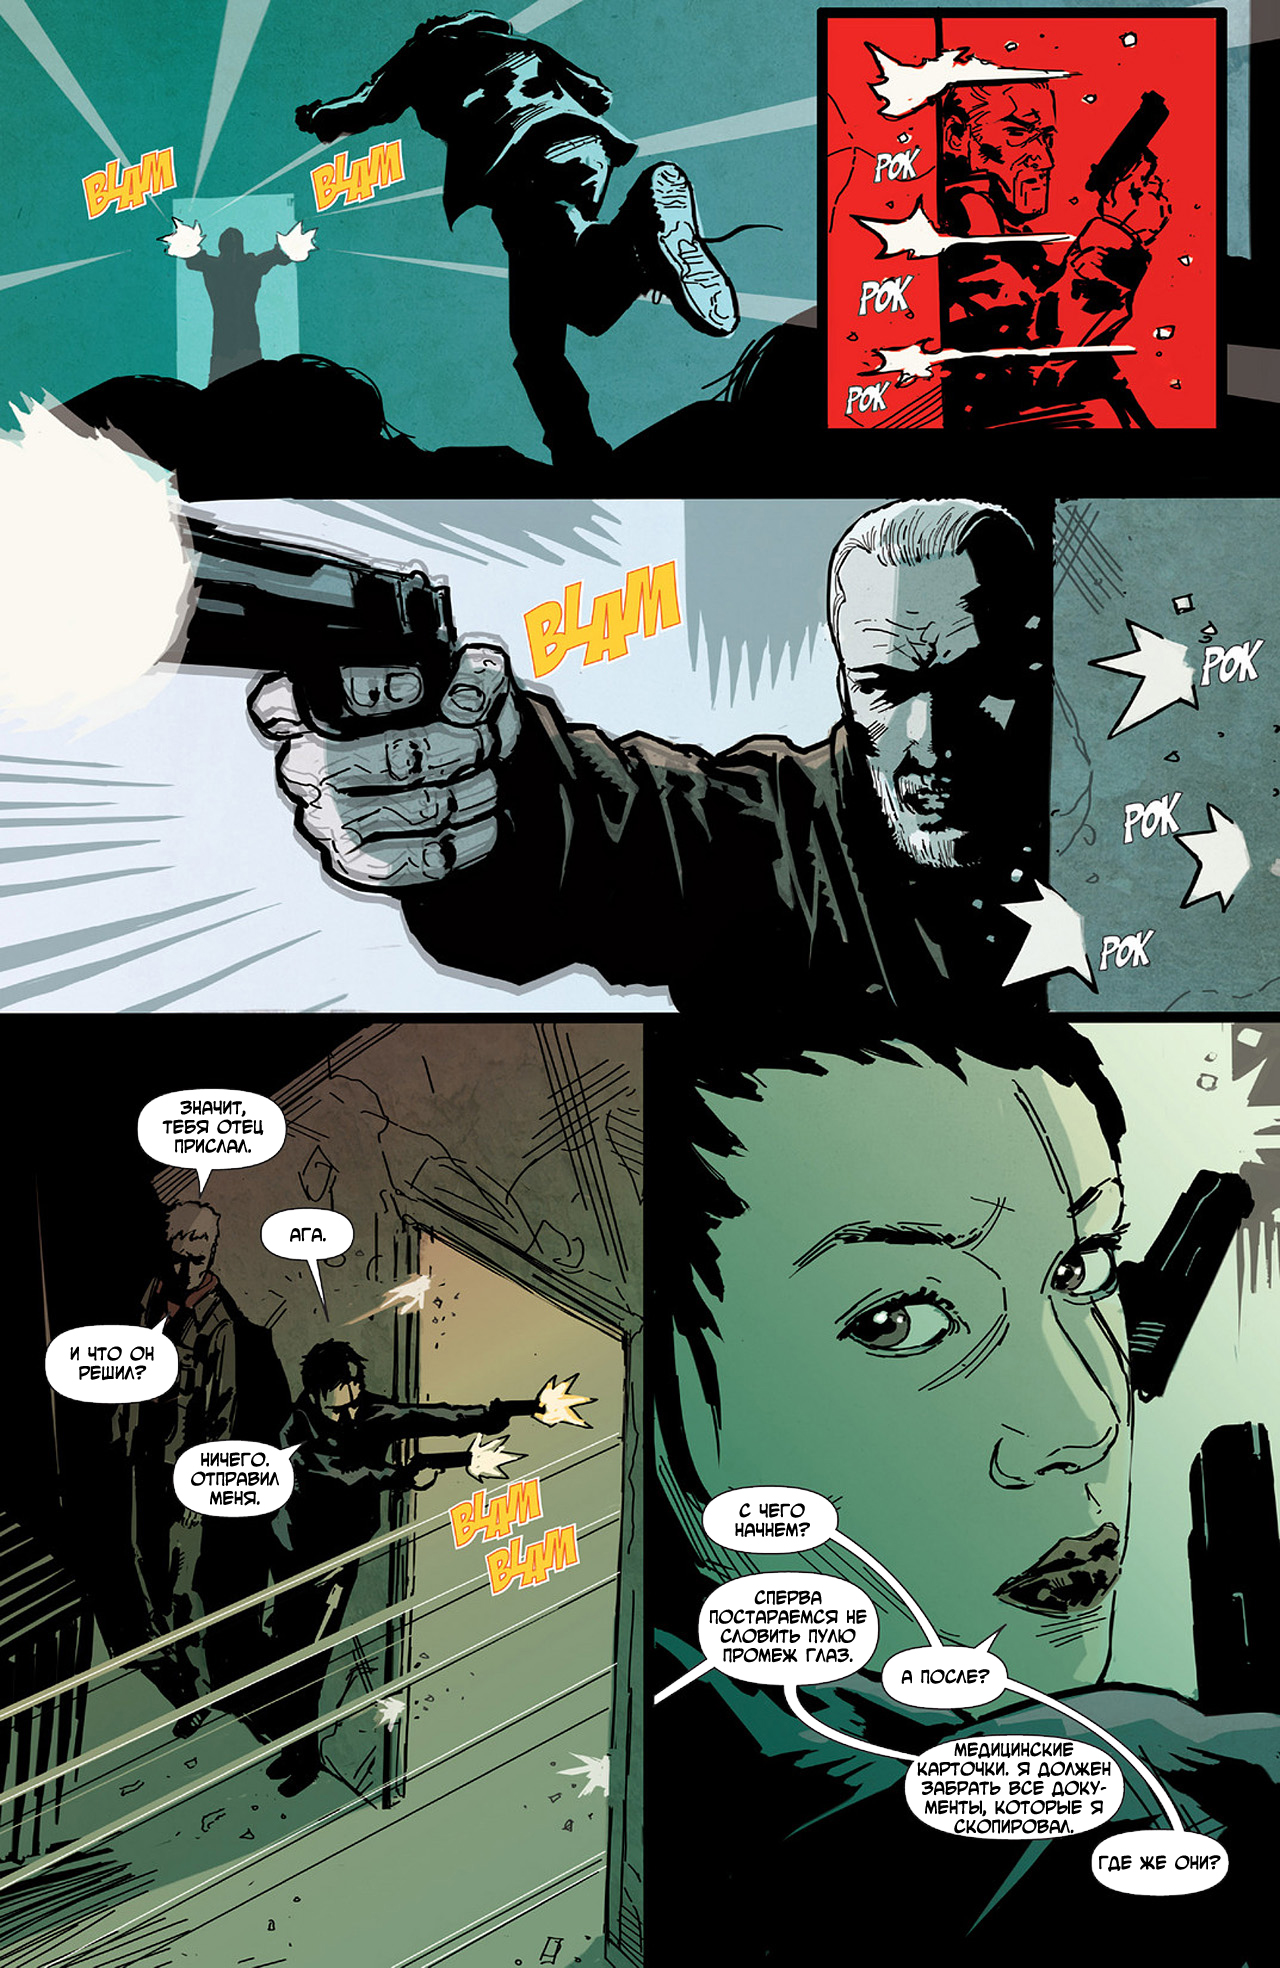 BLAM
BLAM
POK
POK
POK
BLAM
POK
POK
POK
ЗНАЧИТ,
ТЕБЯ ОТЕЦ
ПРИСЛАЛ.
АГА.
И ЧТО ОН
РЕШИЛ?
НИЧЕГО.
ОТПРАВИЛ
МЕНЯ.
BLAM
BLAM
С ЧЕГО
НАЧНЕМ?
СПЕРВА
ПОСТАРАЕМСЯ НЕ
СЛОВИТЬ ПУЛЮ
ПРОМЕЖ ГЛАЗ.
А ПОСЛЕ?
МЕДИЦИНСКИЕ
КАРТОЧКИ. Я ДОЛЖЕН
ЗАБРАТЬ ВСЕ ДОКУ-
МЕНТЫ, КОТОРЫЕ Я
СКОПИРОВАЛ.
ГДЕ ЖЕ ОНИ?